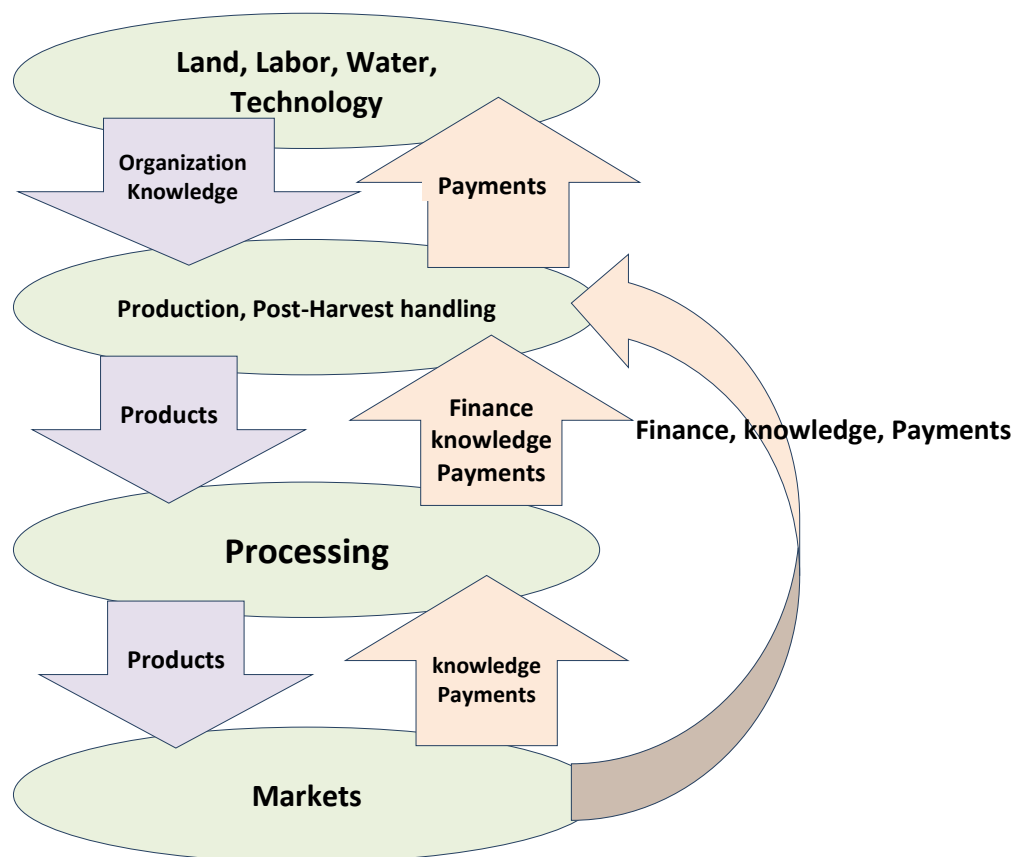 Land, Labor, Water,
Technology
Organization
Knowledge
Payments
Production, Post-Harvest handling
Products
Finance
knowledge
Payments
Finance, knowledge, Payments
Processing
Products
knowledge
Payments
Markets